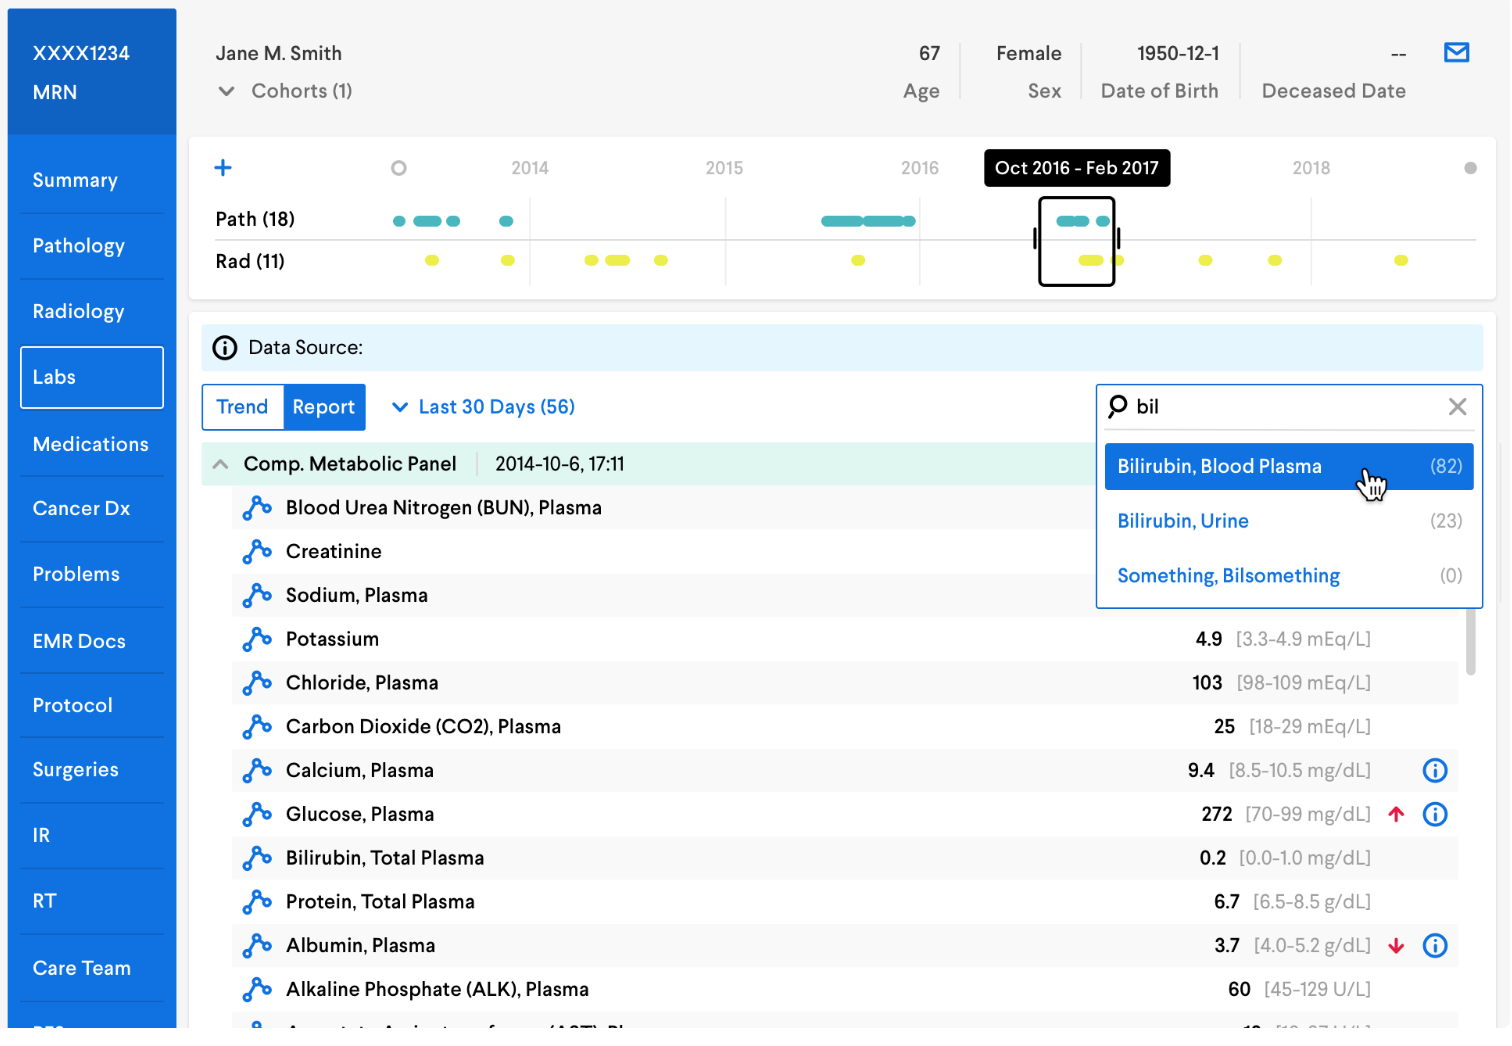 XXXX1234
MRN
Summary
Pathology
Radiology
Labs
Medications
Cancer Dx
Problems
EMR Docs
Protocol
Surgeries
IR
RT
Care Team
Jane M. Smith
Cohorts (1)
67
Age
Female
Sex
1950-12-1
Date of Birth
--
Deceased Date
2014
2015
2016
Oct 2016 - Feb 2017
2018
Path (18)
Rad (11)
Data Source:
Trend
Report
Last 30 Days (56)
bil
Bilirubin, Blood Plasma (82)
Bilirubin, Urine (23)
Something, Bilsomething (0)
Comp. Metabolic Panel 2014-10-6, 17:11
Blood Urea Nitrogen (BUN), Plasma
Creatinine
Sodium, Plasma
Potassium 4.9 [3.3-4.9 mEq/L]
Chloride, Plasma 103 [98-109 mEq/L]
Carbon Dioxide (CO2), Plasma 25 [18-29 mEq/L]
Calcium, Plasma 9.4 [8.5-10.5 mg/dL]
Glucose, Plasma 272 [70-99 mg/dL]
Bilirubin, Total Plasma 0.2 [0.0-1.0 mg/dL]
Protein, Total Plasma 6.7 [6.5-8.5 g/dL]
Albumin, Plasma 3.7 [4.0-5.2 g/dL]
Alkaline Phosphate (ALK), Plasma 60 [45-129 U/L]